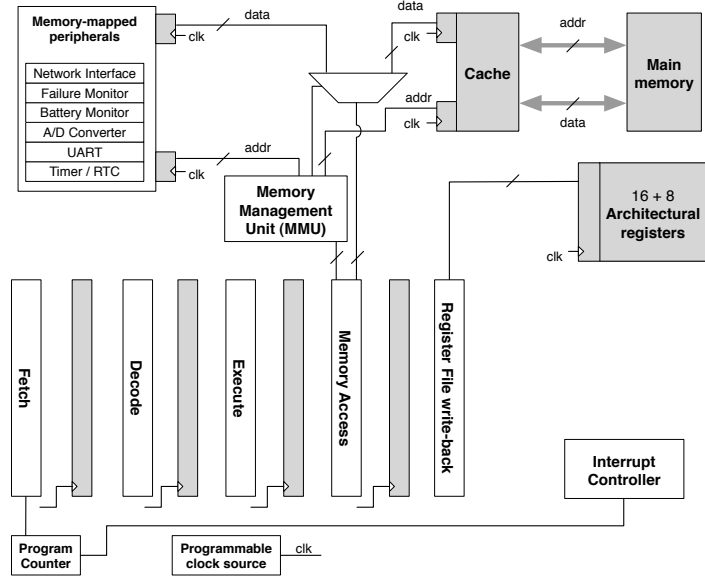 Memory-mapped
peripherals
Network Interface
Failure Monitor
Battery Monitor
A/D Converter
UART
Timer / RTC
data
clk
addr
clk
data
clk
addr
clk
Cache
addr
data
Main
memory
Memory
Management
Unit (MMU)
16 + 8
Architectural
registers
clk
Fetch
Decode
Execute
Memory Access
Register File write-back
Interrupt
Controller
Program
Counter
Programmable
clock source
clk